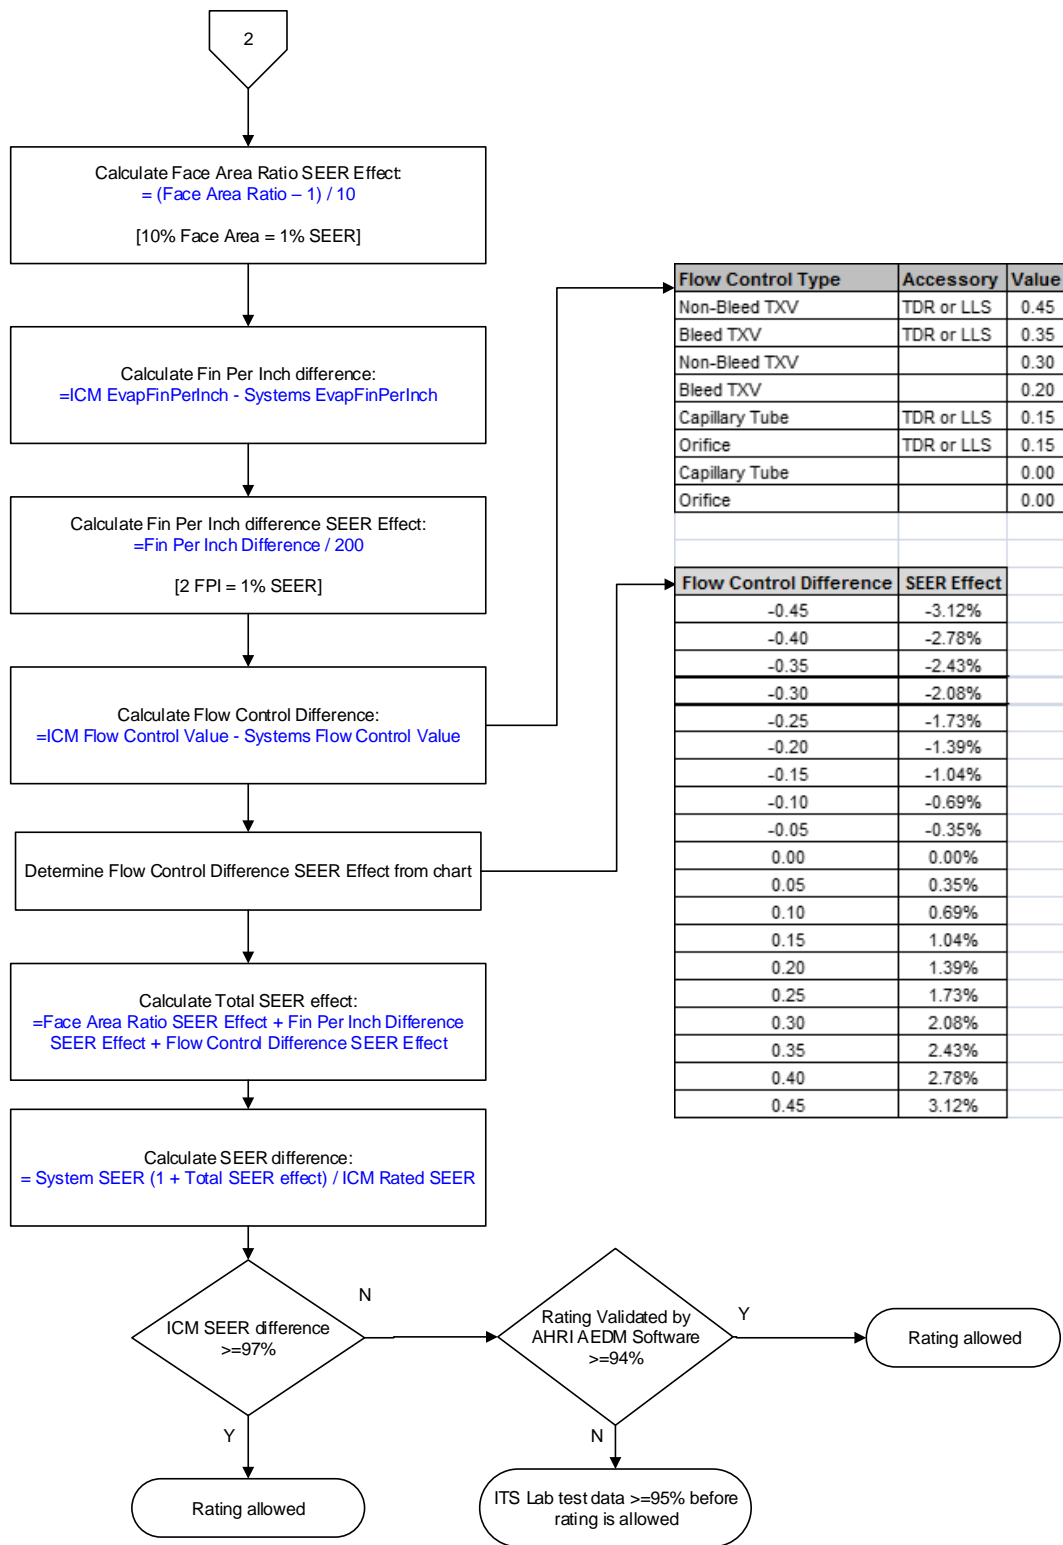 2
Calculate Face Area Ratio SEER Effect:
= (Face Area Ratio – 1) / 10
[10% Face Area = 1% SEER]
Calculate Fin Per Inch difference:
=ICM EvapFinPerInch - Systems EvapFinPerInch
Calculate Fin Per Inch difference SEER Effect:
=Fin Per Inch Difference / 200
[2 FPI = 1% SEER]
Calculate Flow Control Difference:
=ICM Flow Control Value - Systems Flow Control Value
Determine Flow Control Difference SEER Effect from chart
Calculate Total SEER effect:
=Face Area Ratio SEER Effect + Fin Per Inch Difference
SEER Effect + Flow Control Difference SEER Effect
Calculate SEER difference:
= System SEER (1 + Total SEER effect) / ICM Rated SEER
ICM SEER difference
>=97%
N
Y
Rating allowed
Rating Validated by
AHRI AEDM Software
>=94%
Y
Rating allowed
N
ITS Lab test data >=95% before
rating is allowed
Flow Control Type Accessory Value
Non-Bleed TXV TDR or LLS 0.45
Bleed TXV TDR or LLS 0.35
Non-Bleed TXV 0.30
Bleed TXV 0.20
Capillary Tube TDR or LLS 0.15
Orifice TDR or LLS 0.15
Capillary Tube 0.00
Orifice 0.00
Flow Control Difference SEER Effect
-0.45 -3.12%
-0.40 -2.78%
-0.35 -2.43%
-0.30 -2.08%
-0.25 -1.73%
-0.20 -1.39%
-0.15 -1.04%
-0.10 -0.69%
-0.05 -0.35%
0.00 0.00%
0.05 0.35%
0.10 0.69%
0.15 1.04%
0.20 1.39%
0.25 1.73%
0.30 2.08%
0.35 2.43%
0.40 2.78%
0.45 3.12%